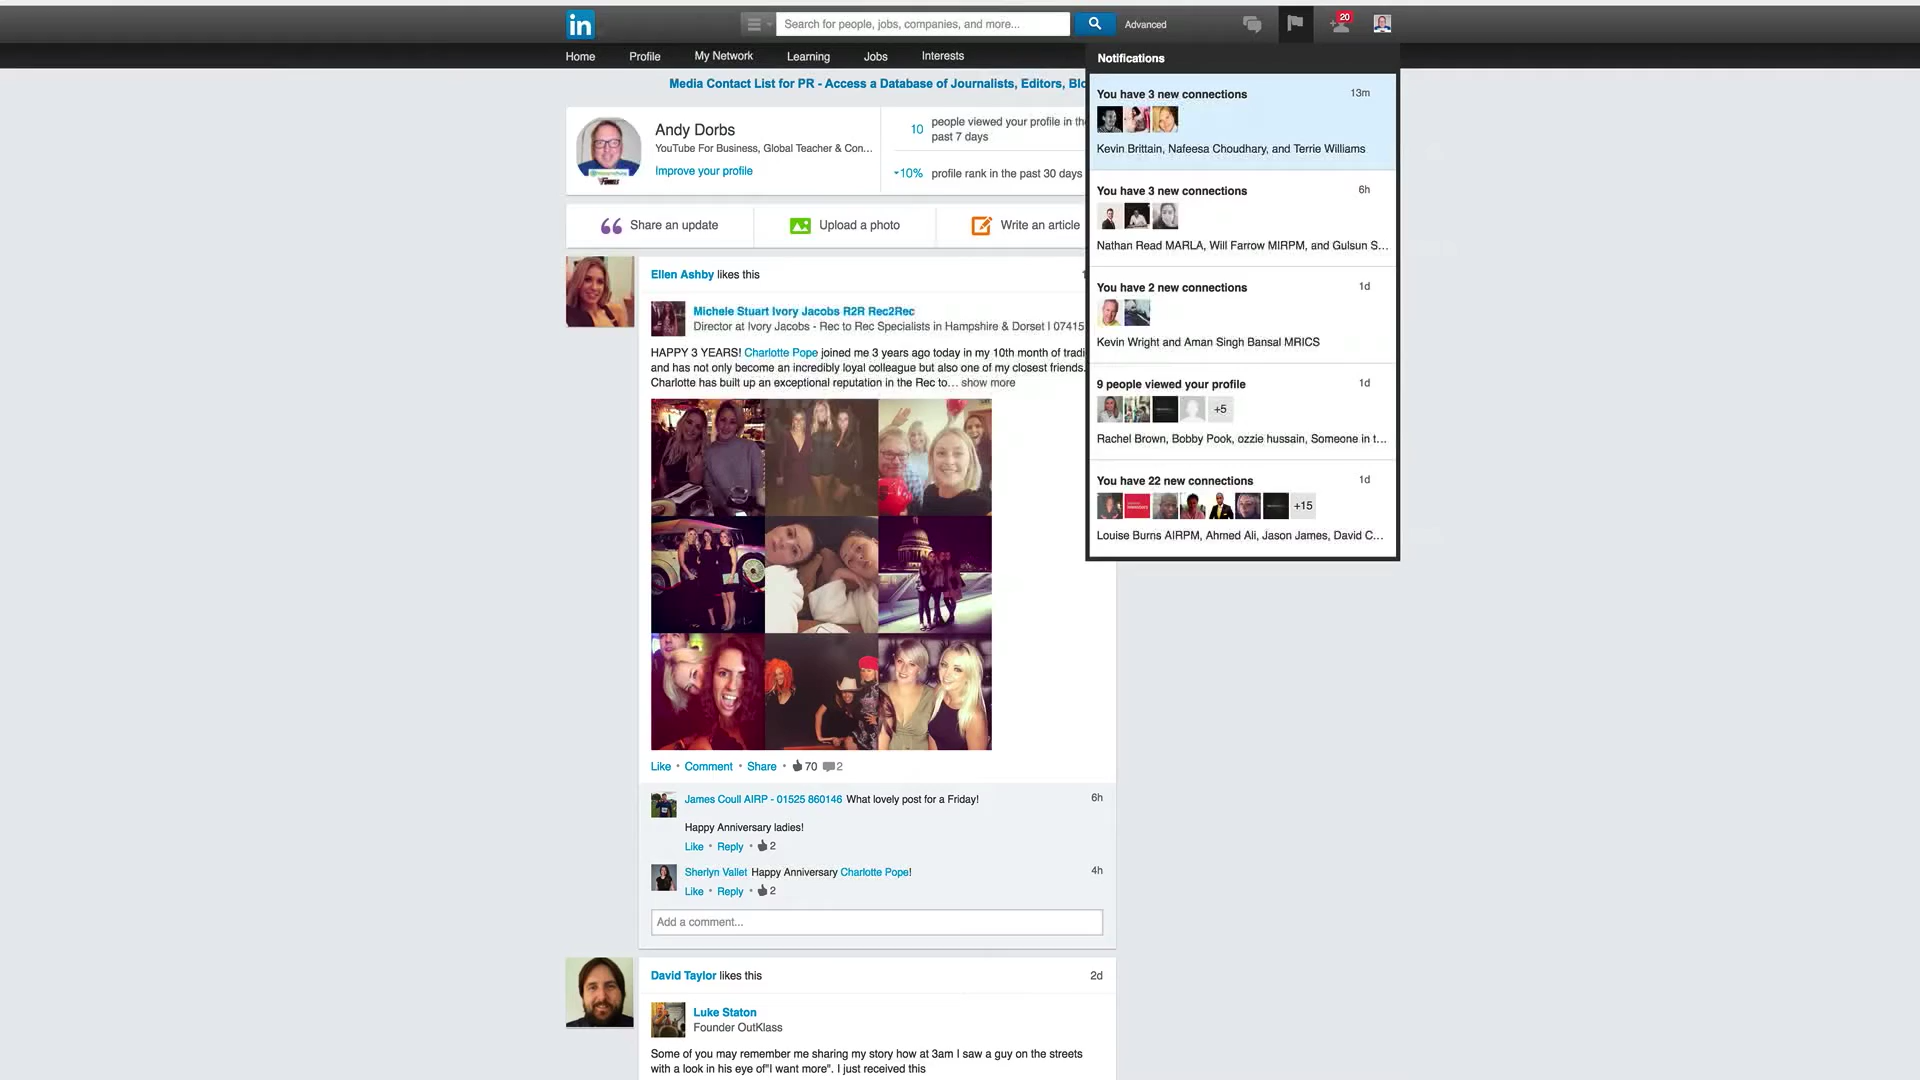 in
Search for people, jobs, companies, and more...
Advanced
20
Home
Profile
My Network
Learning
Jobs
Interests
Notifications
Media Contact List for PR - Access a Database of Journalists, Editors, Blo
Andy Dorbs
YouTube For Business, Global Teacher & Con...
Improve your profile
10
people viewed your profile in the
past 7 days
10%
profile rank in the past 30 days
Share an update
Upload a photo
Write an article
Ellen Ashby likes this
Michele Stuart Ivory Jacobs R2R Rec2Rec
Director at Ivory Jacobs - Rec to Rec Specialists in Hampshire & Dorset I 07415
HAPPY 3 YEARS! Charlotte Pope joined me 3 years ago today in my 10th month of tradi
and has not only become an incredibly loyal colleague but also one of my closest friends.
Charlotte has built up an exceptional reputation in the Rec to... show more
Like • Comment • Share • 70 2
James Coull AIRP - 01525 860146 What lovely post for a Friday!
6h
Happy Anniversary ladies!
Like • Reply • 2
Sherlyn Vallet Happy Anniversary Charlotte Pope!
4h
Like • Reply • 2
Add a comment...
David Taylor likes this
2d
Luke Staton
Founder OutKlass
Some of you may remember me sharing my story how at 3am I saw a guy on the streets
with a look in his eye of"I want more". I just received this
You have 3 new connections
13m
Kevin Brittain, Nafeesa Choudhary, and Terrie Williams
You have 3 new connections
6h
Nathan Read MARLA, Will Farrow MIRPM, and Gulsun S...
You have 2 new connections
1d
Kevin Wright and Aman Singh Bansal MRICS
9 people viewed your profile
1d
+5
Rachel Brown, Bobby Pook, ozzie hussain, Someone in t...
You have 22 new connections
1d
+15
Louise Burns AIRPM, Ahmed Ali, Jason James, David C...